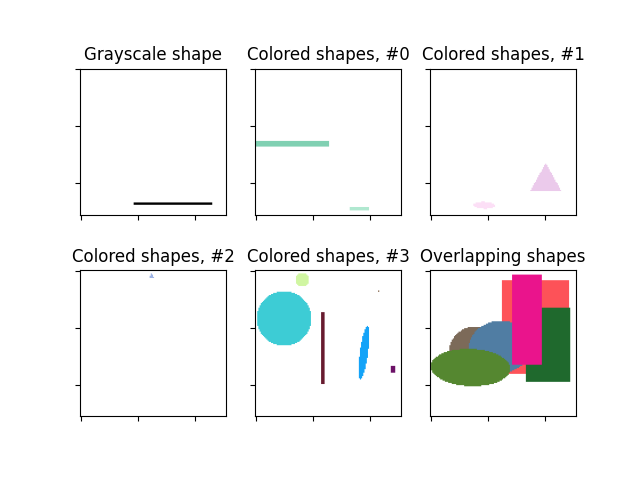 Grayscale shape
Colored shapes, #0
Colored shapes, #1
Colored shapes, #2
Colored shapes, #3
Overlapping shapes